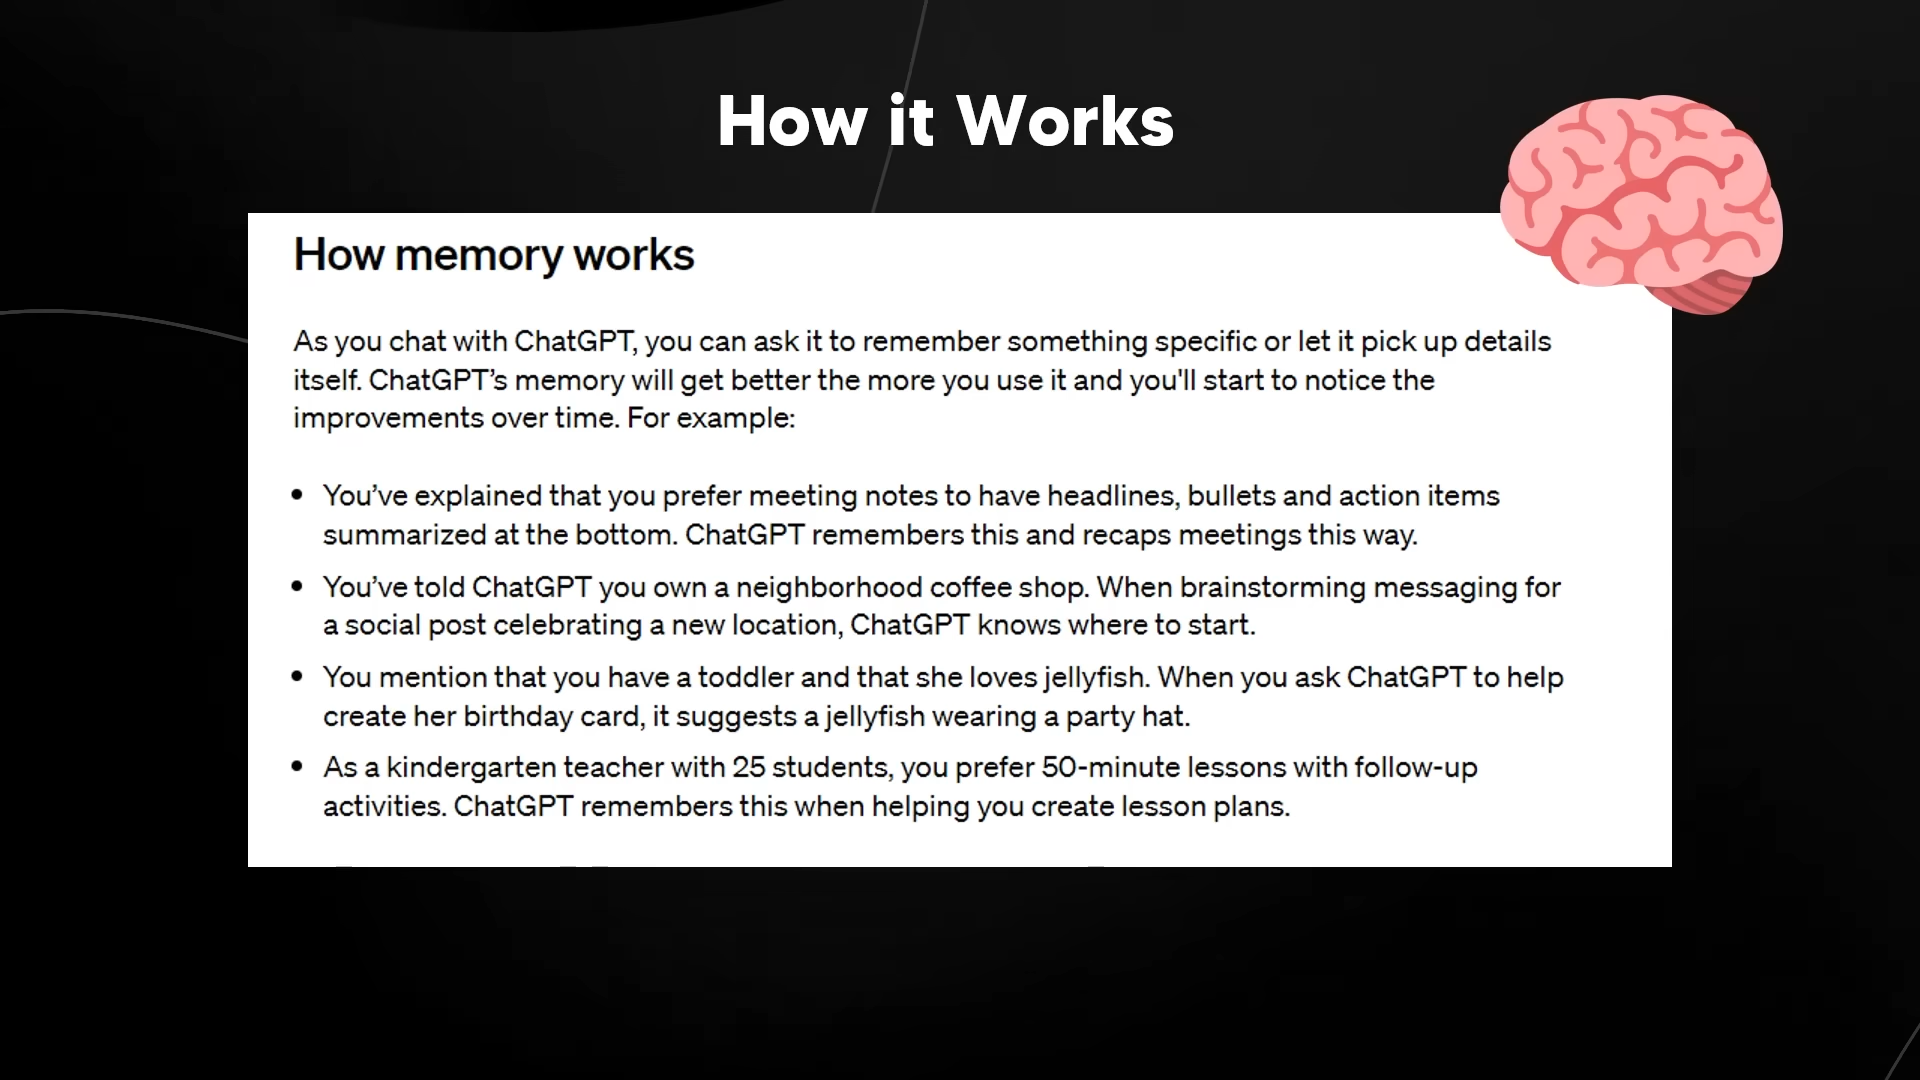 How it Works
How memory works
As you chat with ChatGPT, you can ask it to remember something specific or let it pick up details
itself. ChatGPT’s memory will get better the more you use it and you'll start to notice the
improvements over time. For example:
• You’ve explained that you prefer meeting notes to have headlines, bullets and action items
summarized at the bottom. ChatGPT remembers this and recaps meetings this way.
• You’ve told ChatGPT you own a neighborhood coffee shop. When brainstorming messaging for
a social post celebrating a new location, ChatGPT knows where to start.
• You mention that you have a toddler and that she loves jellyfish. When you ask ChatGPT to help
create her birthday card, it suggests a jellyfish wearing a party hat.
• As a kindergarten teacher with 25 students, you prefer 50-minute lessons with follow-up
activities. ChatGPT remembers this when helping you create lesson plans.